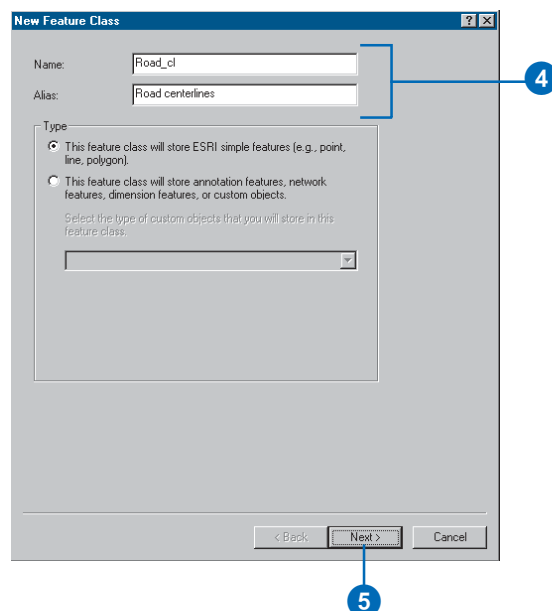 New Feature Class
Name:
Road_cl
4
Alias:
Road centerlines
Type
This feature class will store ESRI simple features (e.g., point,
line, polygon).
This feature class will store annotation features, network
features, dimension features, or custom objects.
Select the type of custom objects that you will store in this
feature class.
< Back
Next >
Cancel
5